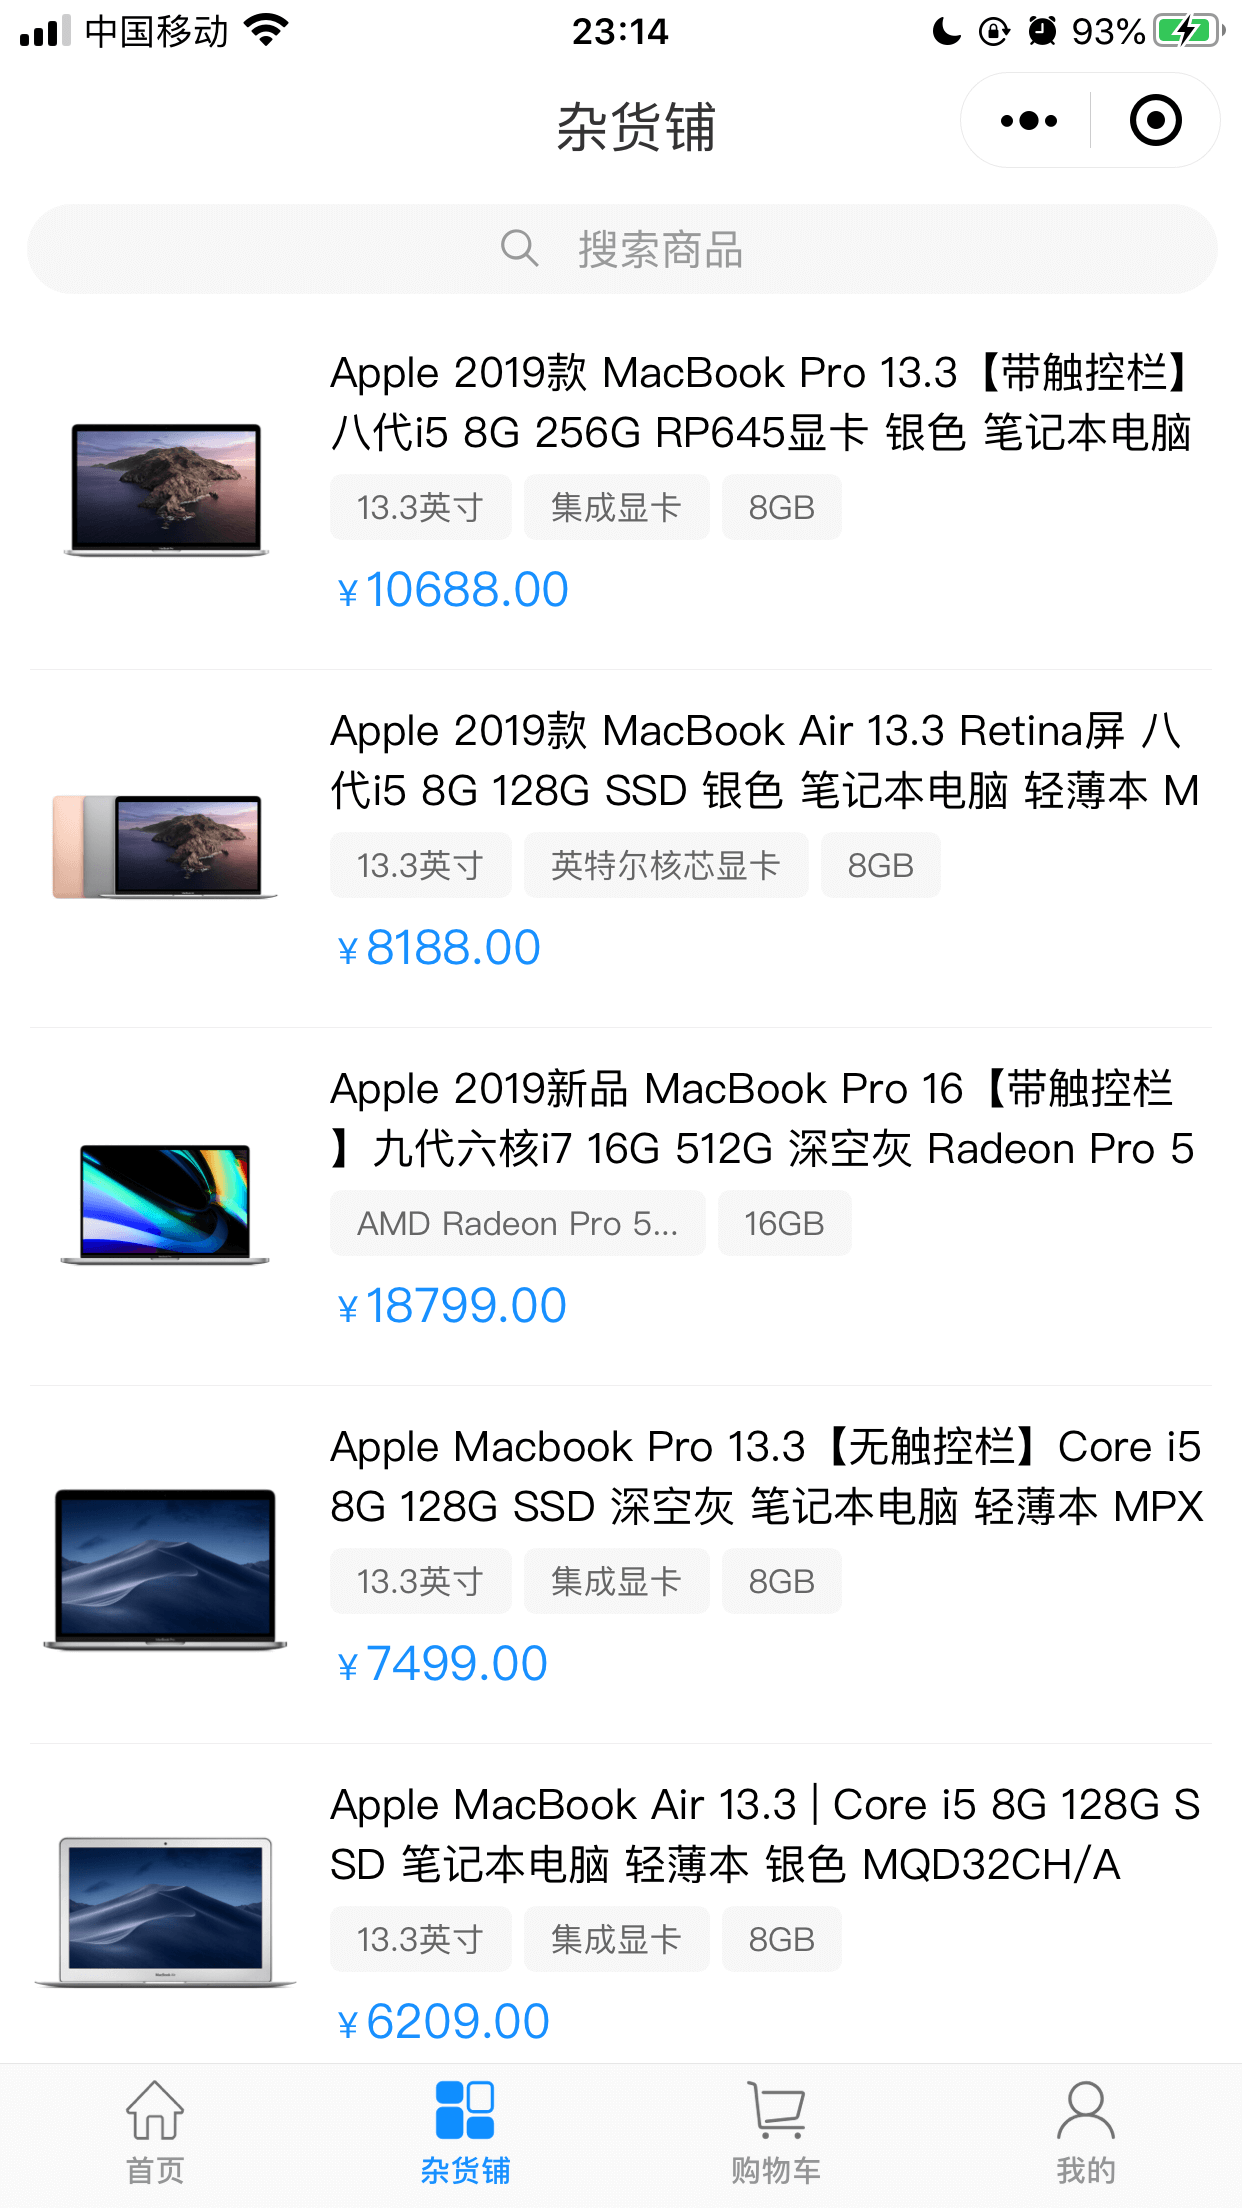 中国移动
23:14
93%
杂货铺
搜索商品
Apple 2019款 MacBook Pro 13.3【带触控栏】
八代i5 8G 256G RP645显卡 银色 笔记本电脑
13.3英寸 集成显卡 8GB
¥10688.00
Apple 2019款 MacBook Air 13.3 Retina屏 八
代i5 8G 128G SSD 银色 笔记本电脑 轻薄本 M
13.3英寸 英特尔核芯显卡 8GB
¥8188.00
Apple 2019新品 MacBook Pro 16【带触控栏
】九代六核i7 16G 512G 深空灰 Radeon Pro 5
AMD Radeon Pro 5... 16GB
¥18799.00
Apple Macbook Pro 13.3【无触控栏】Core i5
8G 128G SSD 深空灰 笔记本电脑 轻薄本 MPX
13.3英寸 集成显卡 8GB
¥7499.00
Apple MacBook Air 13.3 | Core i5 8G 128G S
SD 笔记本电脑 轻薄本 银色 MQD32CH/A
13.3英寸 集成显卡 8GB
¥6209.00
首页 杂货铺 购物车 我的